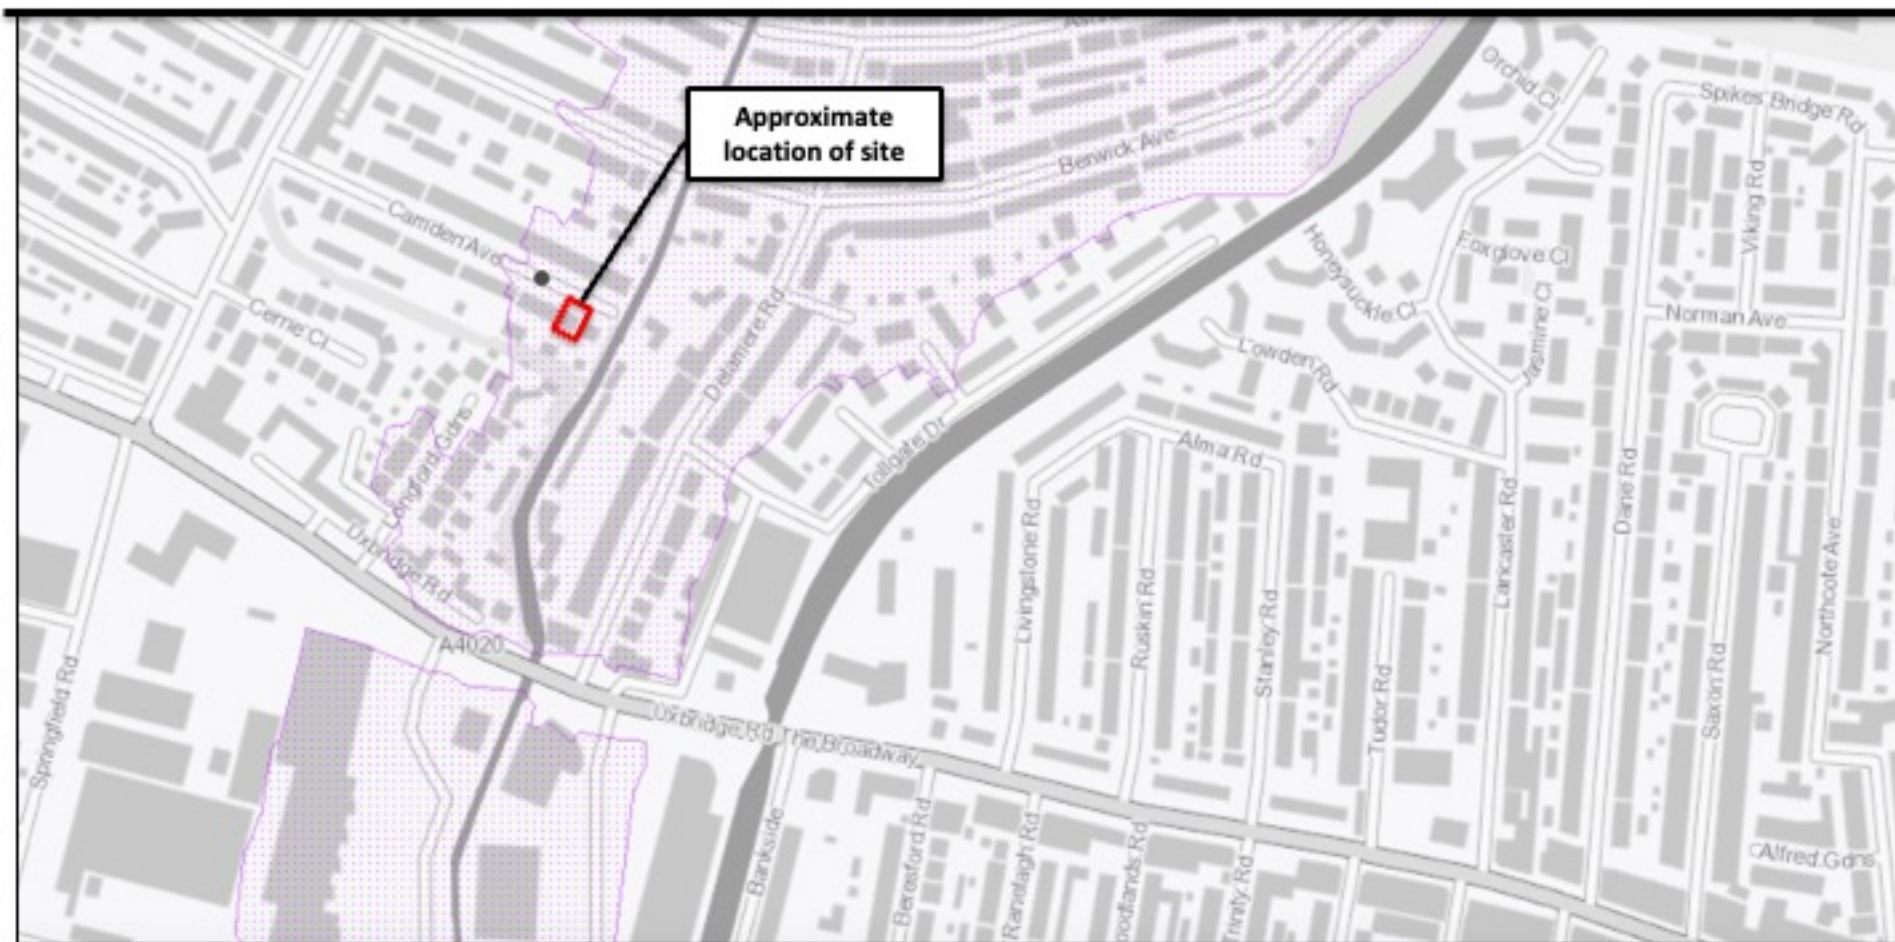 Approximate
location of site
Orchid Cl
Spikes Bridge Rd
Berwick Ave
Viking Rd
Camden Ave
Foxglove Cl
Honeysuckle Cl
Cerne Cl
Delamere Rd
Norman Ave
Jasmine Cl
Lowden Rd
Longford Gdns
Tollgate Dr
Alma Rd
Dane Rd
Livingstone Rd
Lancaster Rd
Northcote Ave
Uxbridge Rd
Ruskin Rd
Stanley Rd
A4020
Springfield Rd
Tudor Rd
Saxon Rd
Uxbridge Rd The Broadway
Bankside
Beresford Rd
Ranelagh Rd
oodlands Rd
Trinity Rd
Alfred Gdns